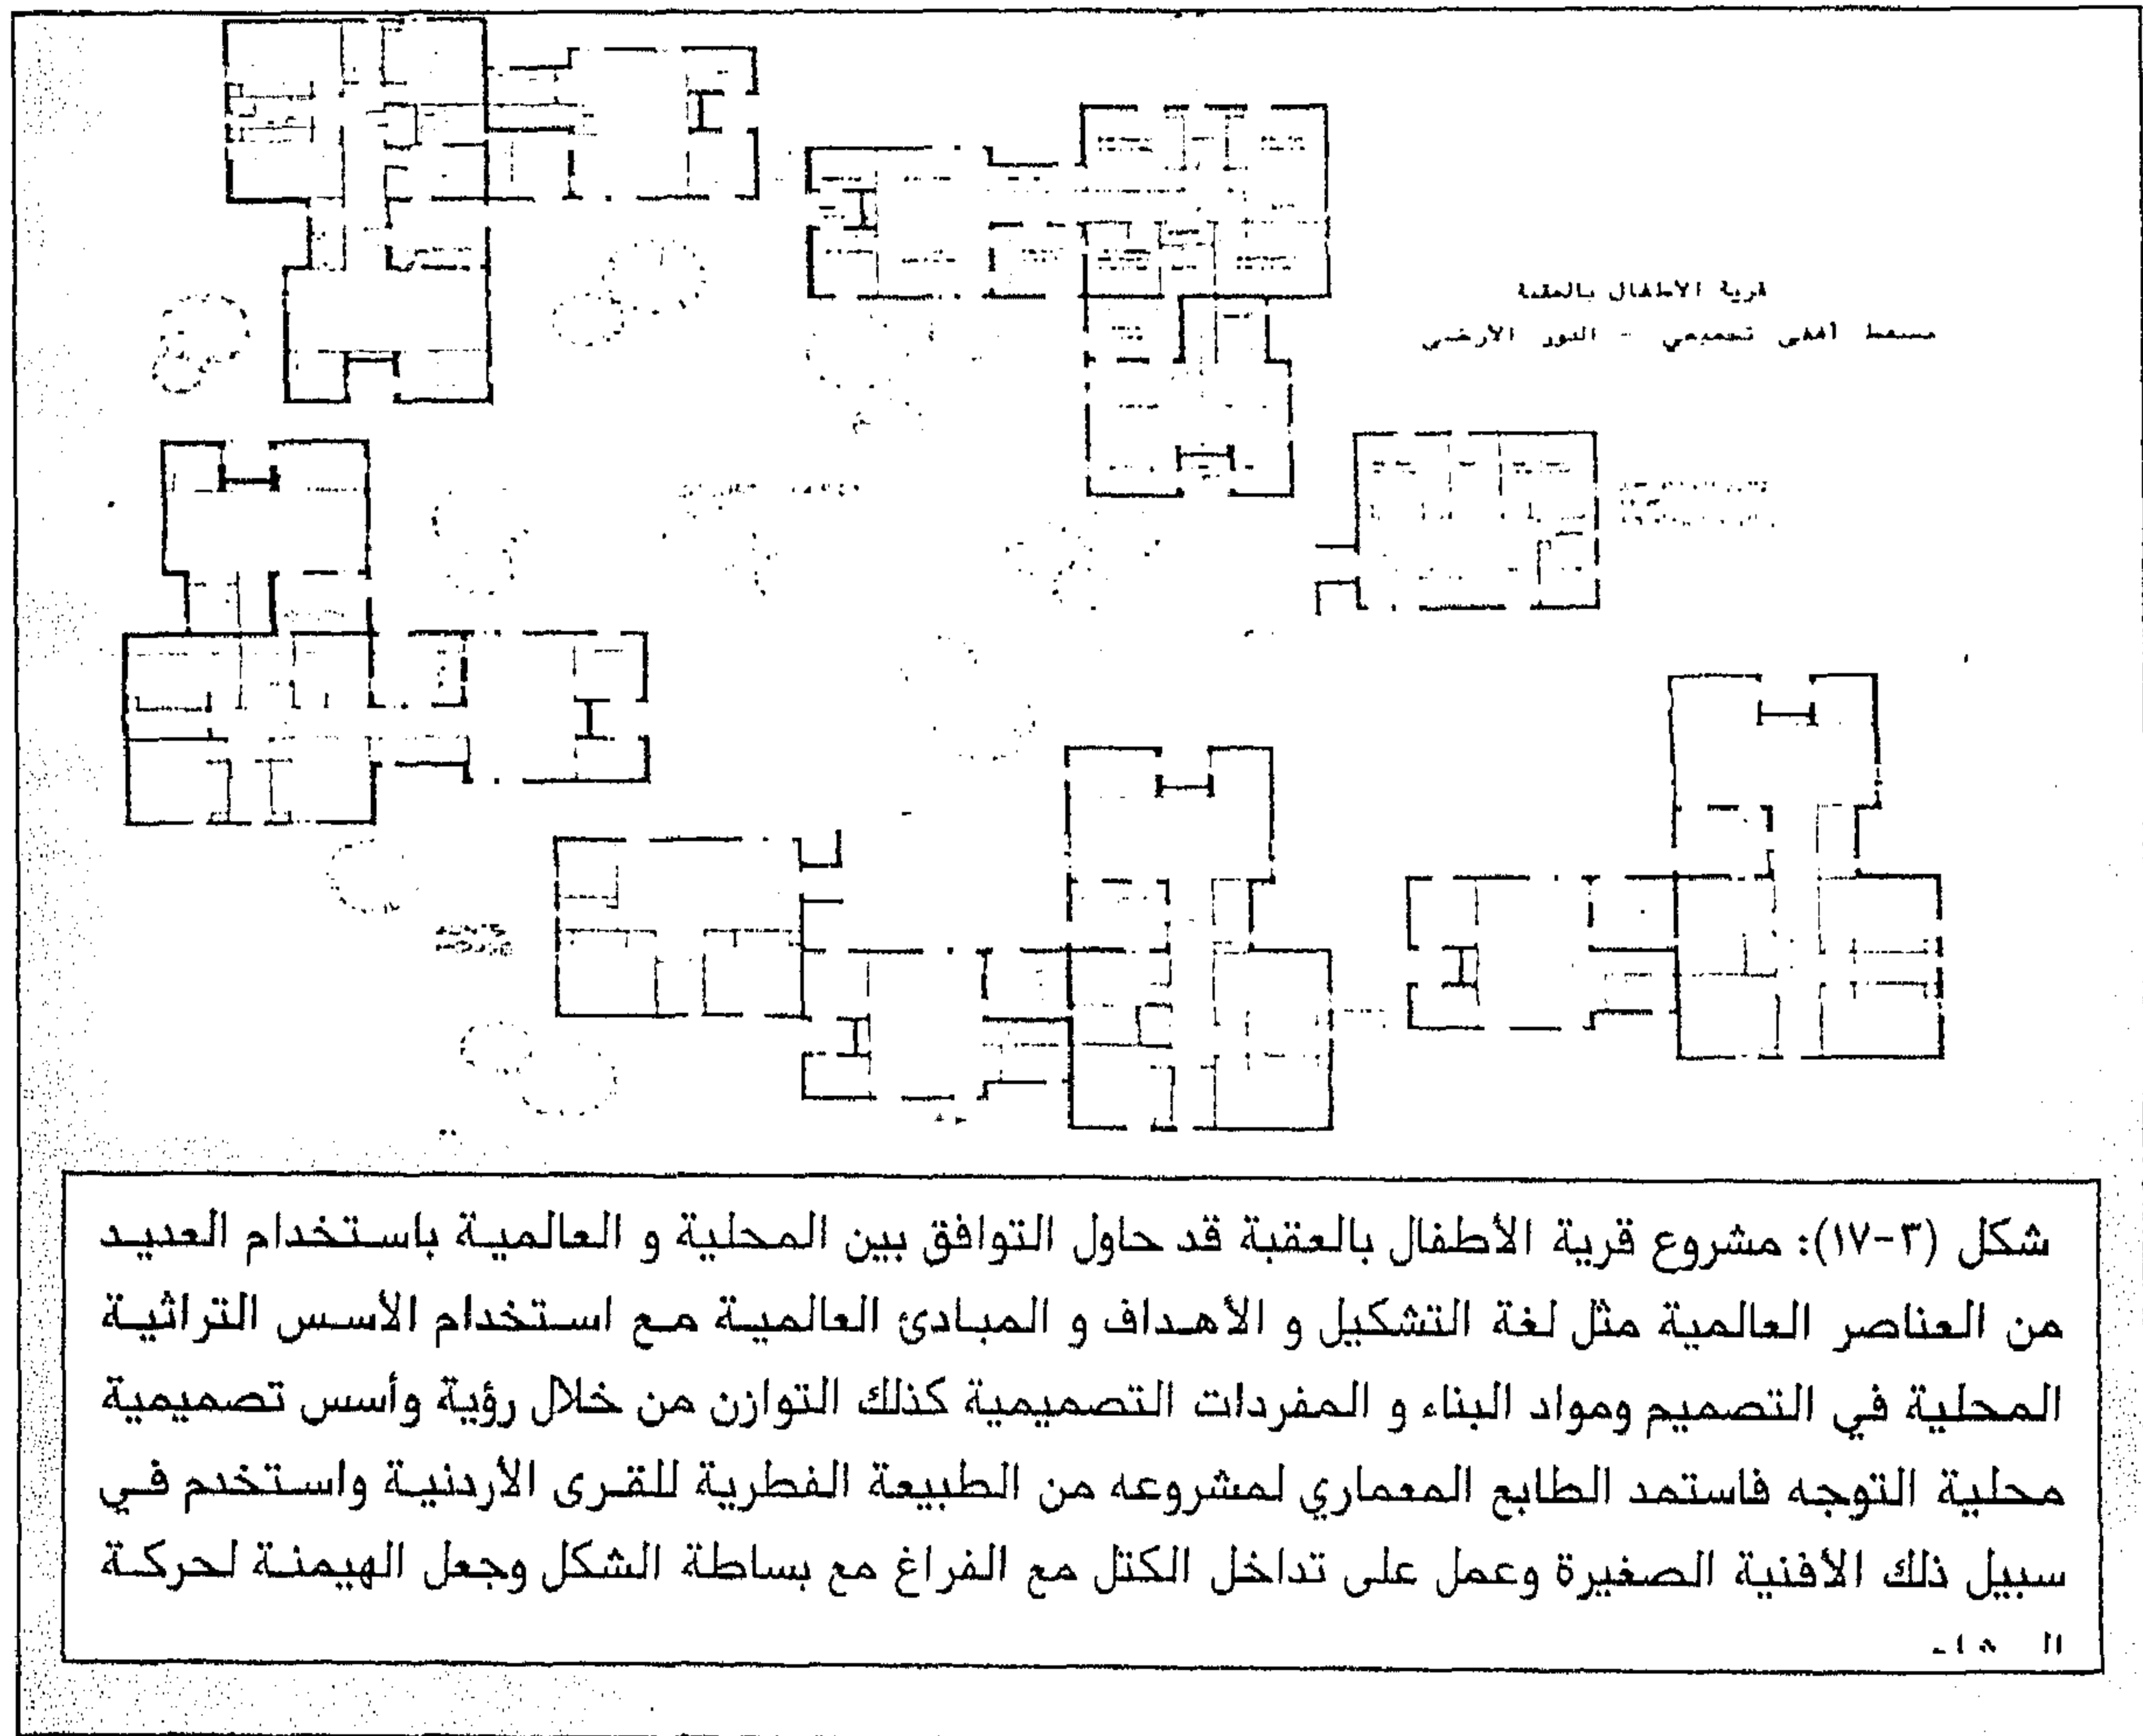 قرية الأطفال بالعقبة
مسقط أفقي تجميعي - الدور الأرضي
AUNTS
HOUSE
شكل (٣-١٧): مشروع قرية الأطفال بالعقبة قد حاول التوافق بين المحلية و العالمية باستخدام العديد
من العناصر العالمية مثل لغة التشكيل و الأهداف و المبادئ العالمية مع استخدام الأسس التراثية
المحلية في التصميم ومواد البناء و المفردات التصميمية كذلك التوازن من خلال رؤية وأسس تصميمية
محلية التوجه فاستمد الطابع المعماري لمشروعه من الطبيعة الفطرية للقرى الأردنية واستخدم في
سبيل ذلك الأفنية الصغيرة وعمل على تداخل الكتل مع الفراغ مع بساطة الشكل وجعل الهيمنة لحركة